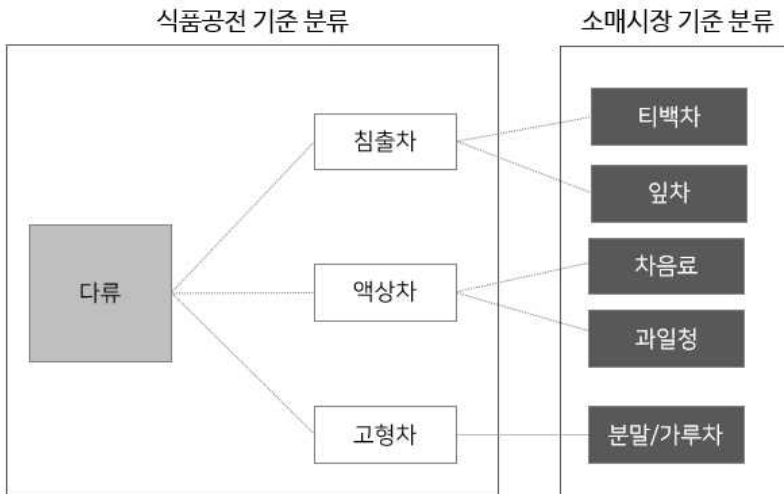 식품공전 기준 분류
소매시장 기준 분류
다류
침출차
액상차
고형차
티백차
잎차
차음료
과일청
분말/가루차